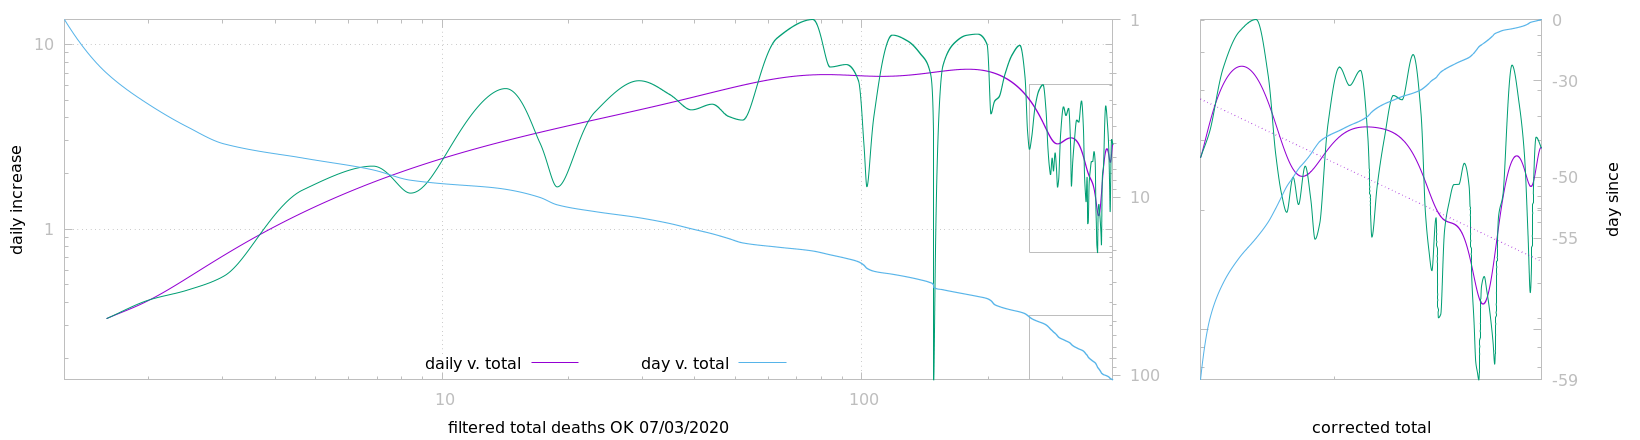 10
1
daily increase
daily v. total
day v. total
10
100
filtered total deaths OK 07/03/2020
1
10
100
0
-30
-50
-55
-59
day since
corrected total